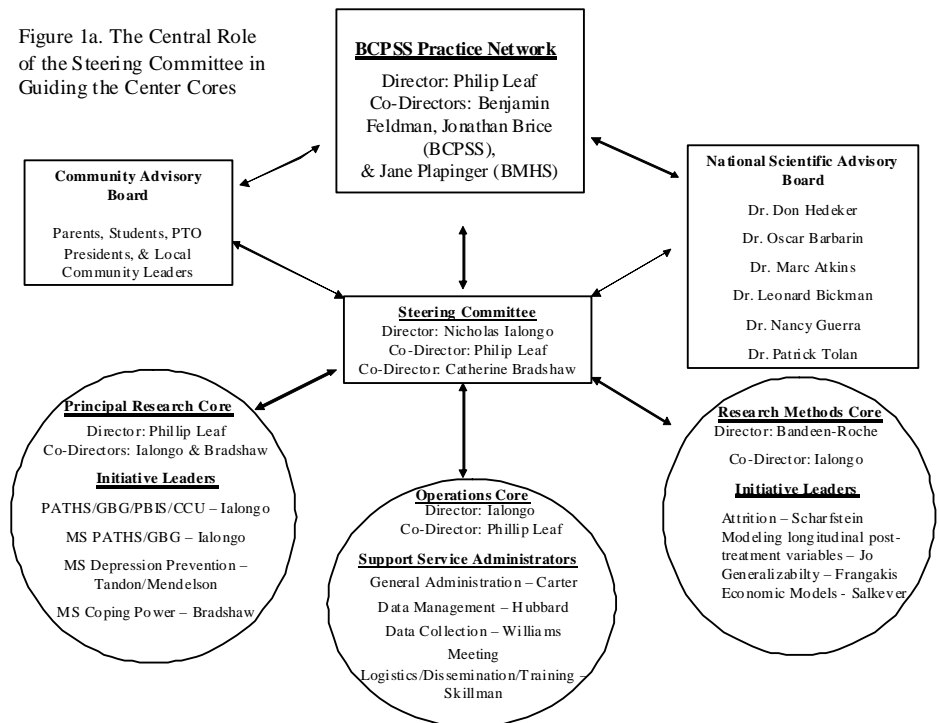 Figure 1a. The Central Role
of the Steering Committee in
Guiding the Center Cores
BCPSS Practice Network
Director: Philip Leaf
Co-Directors: Benjamin
Feldman, Jonathan Brice
(BCPSS),
& Jane Plapinger (BMHS)
Community Advisory
Board
Parents, Students, PTO
Presidents, & Local
Community Leaders
National Scientific Advisory
Board
Dr. Don Hedeker
Dr. Oscar Barbarin
Dr. Marc Atkins
Dr. Leonard Bickman
Dr. Nancy Guerra
Dr. Patrick Tolan
Steering Committee
Director: Nicholas Ialongo
Co-Director: Philip Leaf
Co-Director: Catherine Bradshaw
Principal Research Core
Director: Phillip Leaf
Co-Directors: Ialongo & Bradshaw
Initiative Leaders
PATHS/GBG/PBIS/CCU – Ialongo
MS PATHS/GBG – Ialongo
MS Depression Prevention –
Tandon/Mendelson
MS Coping Power – Bradshaw
Operations Core
Director: Ialongo
Co-Director: Phillip Leaf
Support Service Administrators
General Administration – Carter
Data Management – Hubbard
Data Collection – Williams
Meeting
Logistics/Dissemination/Training –
Skillman
Research Methods Core
Director: Bandeen-Roche
Co-Director: Ialongo
Initiative Leaders
Attrition – Scharfstein
Modeling longitudinal post-
treatment variables – Jo
Generalizabilty – Frangakis
Economic Models - Salkever